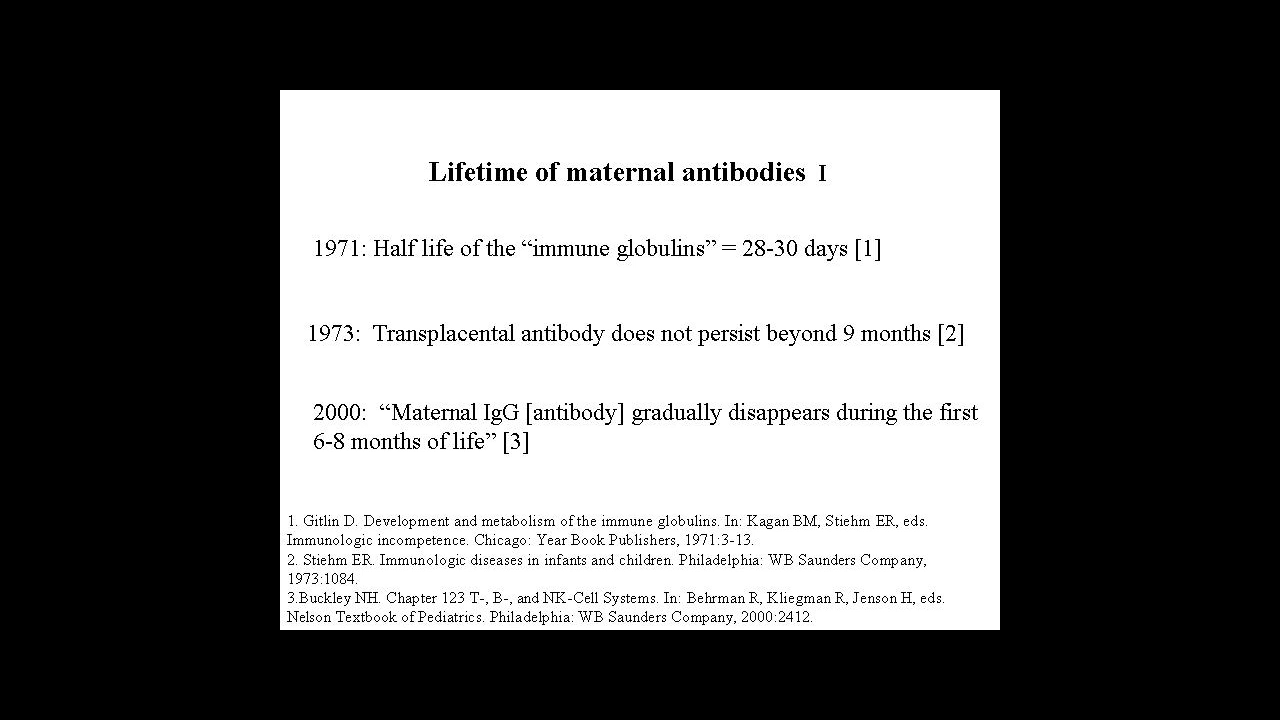 Lifetime of maternal antibodies I
1971: Half life of the “immune globulins” = 28-30 days [1]
1973: Transplacental antibody does not persist beyond 9 months [2]
2000: “Maternal IgG [antibody] gradually disappears during the first
6-8 months of life” [3]
1. Gitlin D. Development and metabolism of the immune globulins. In: Kagan BM, Stiehm ER, eds.
Immunologic incompetence. Chicago: Year Book Publishers, 1971:3-13.
2. Stiehm ER. Immunologic diseases in infants and children. Philadelphia: WB Saunders Company,
1973:1084.
3.Buckley NH. Chapter 123 T-, B-, and NK-Cell Systems. In: Behrman R, Kliegman R, Jenson H, eds.
Nelson Textbook of Pediatrics. Philadelphia: WB Saunders Company, 2000:2412.